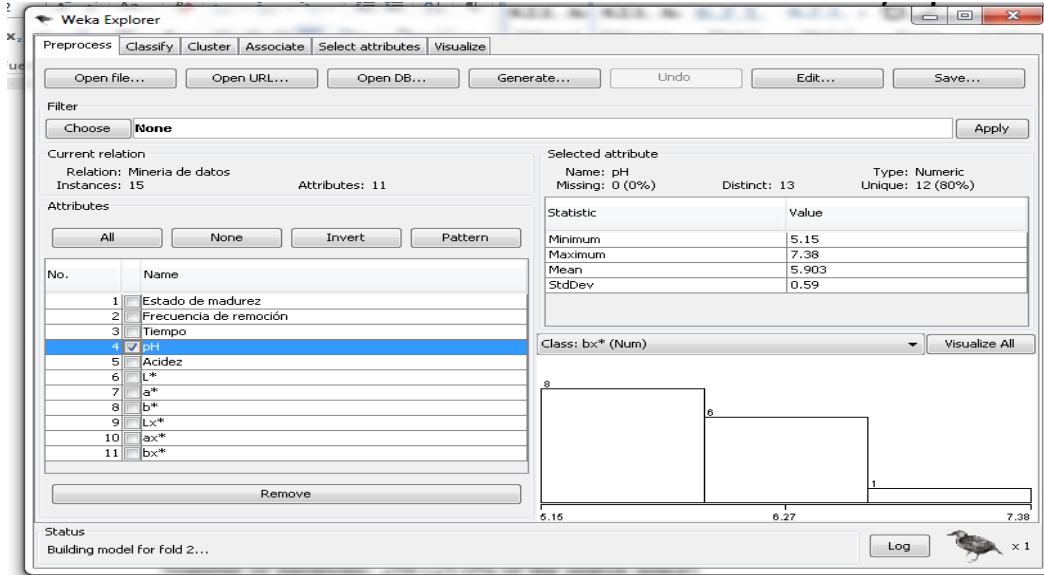 Weka Explorer
Preprocess Classify Cluster Associate Select attributes Visualize
Open file... Open URL... Open DB... Generate... Undo Edit... Save...
Filter
Choose None Apply
Current relation
Relation: Mineria de datos
Instances: 15 Attributes: 11
Attributes
All None Invert Pattern
No. Name
1 Estado de madurez
2 Frecuencia de remoción
3 Tiempo
4 pH
5 Acidez
6 L*
7 a*
8 b*
9 Lx*
10 ax*
11 bx*
Remove
Selected attribute
Name: pH Type: Numeric
Missing: 0 (0%) Distinct: 13 Unique: 12 (80%)
Statistic Value
Minimum 5.15
Maximum 7.38
Mean 5.903
StdDev 0.59
Class: bx* (Num) Visualize All
8
6
1
5.15 6.27 7.38
Status
Building model for fold 2...
Log x 1